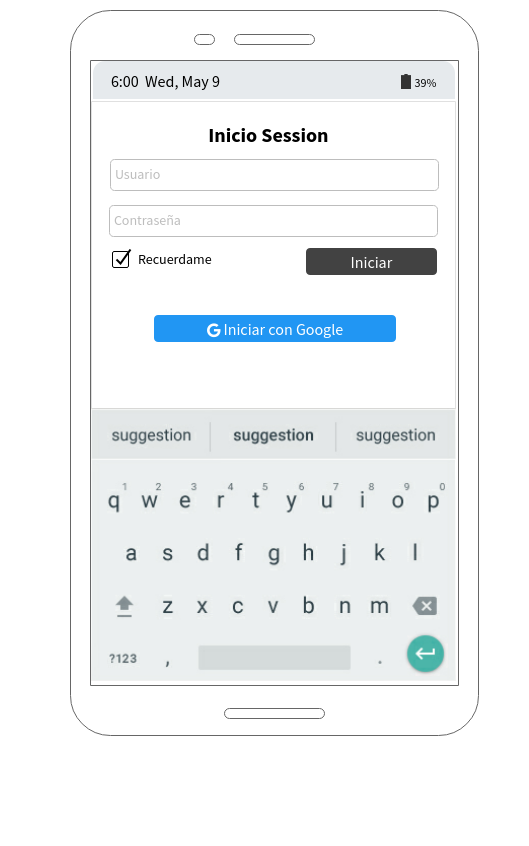 6:00 Wed, May 9 39%
Inicio Session
Usuario
Contraseña
Recuerdame Iniciar
G Iniciar con Google
suggestion suggestion suggestion
1 2 3 4 5 6 7 8 9 0
q w e r t y u i o p
a s d f g h j k l
z x c v b n m
?123 , .